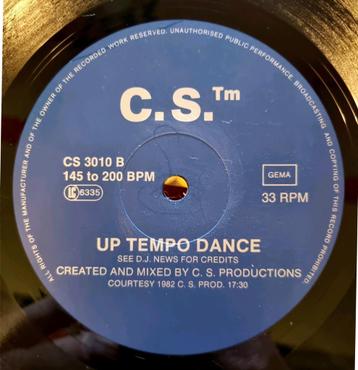 ALL RIGHTS OF THE MANUFACTURER AND OF THE OWNER OF THE RECORDED WORK RESERVED. UNAUTHORISED PUBLIC PERFORMANCE, BROADCASTING AND COPYING OF THIS RECORD PROHIBITED.
C.S.™
CS 3010 B
145 to 200 BPM
LC 6335
GEMA
33 RPM
UP TEMPO DANCE
SEE D.J. NEWS FOR CREDITS
CREATED AND MIXED BY C. S. PRODUCTIONS
COURTESY 1982 C. S. PROD. 17:30